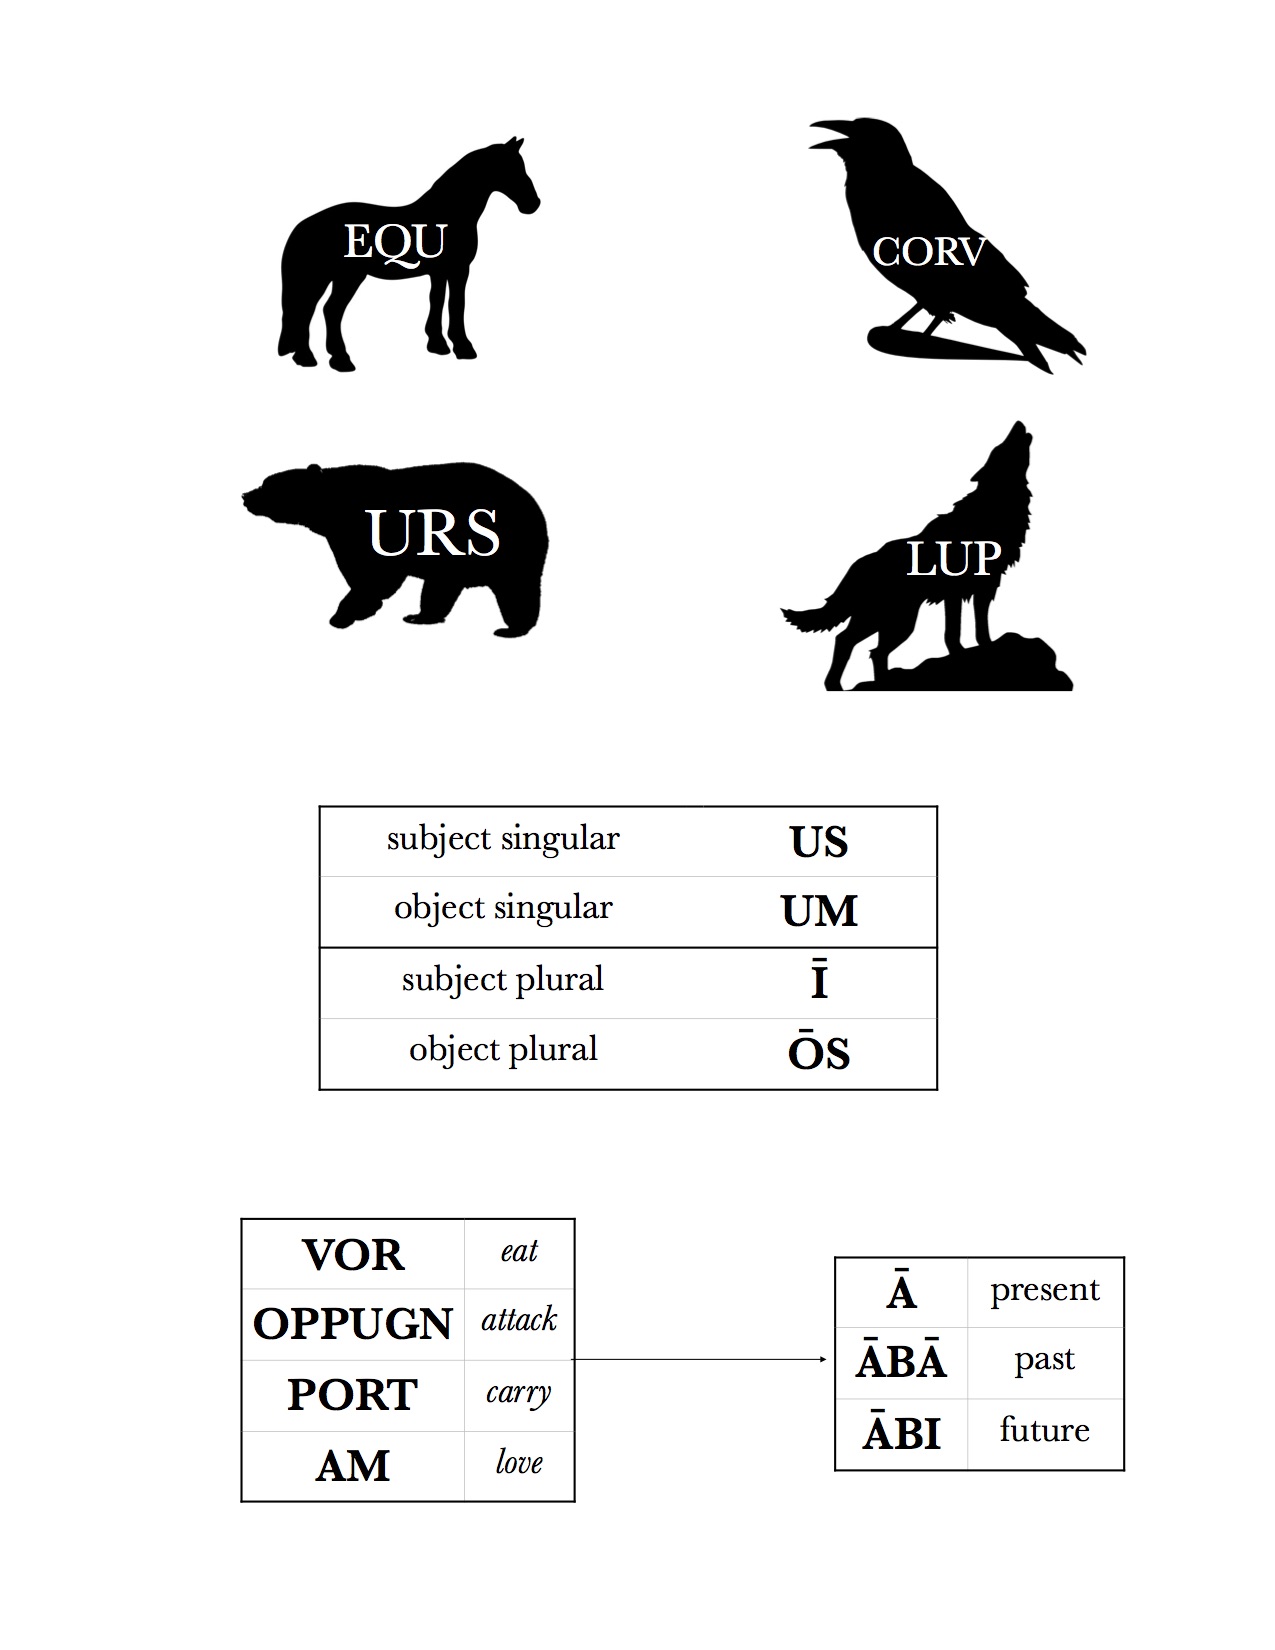 EQU
CORV
URS
LUP
subject singular US
object singular UM
subject plural Ī
object plural ŌS
VOR eat
OPPUGN attack
PORT carry
AM love
Ā present
ĀBĀ past
ĀBI future